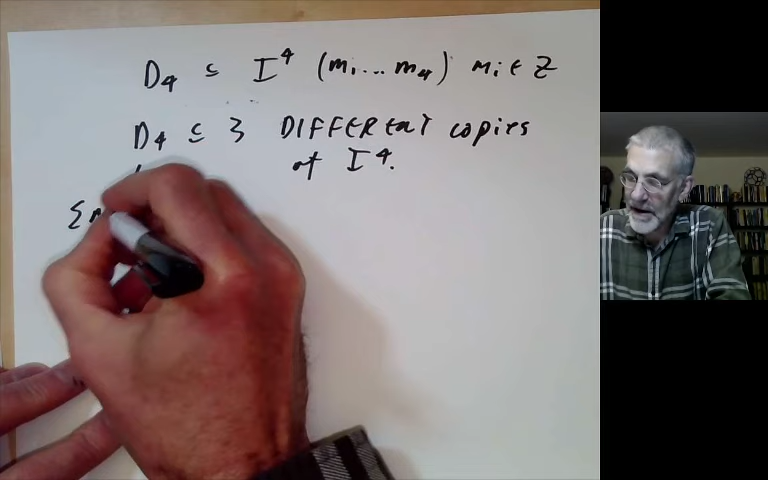 D₄ ⊆ I⁴ (m₁...m₄) mᵢ ∈ Z
D₄ ⊆ 3 DIFFERENT copies
of I⁴.